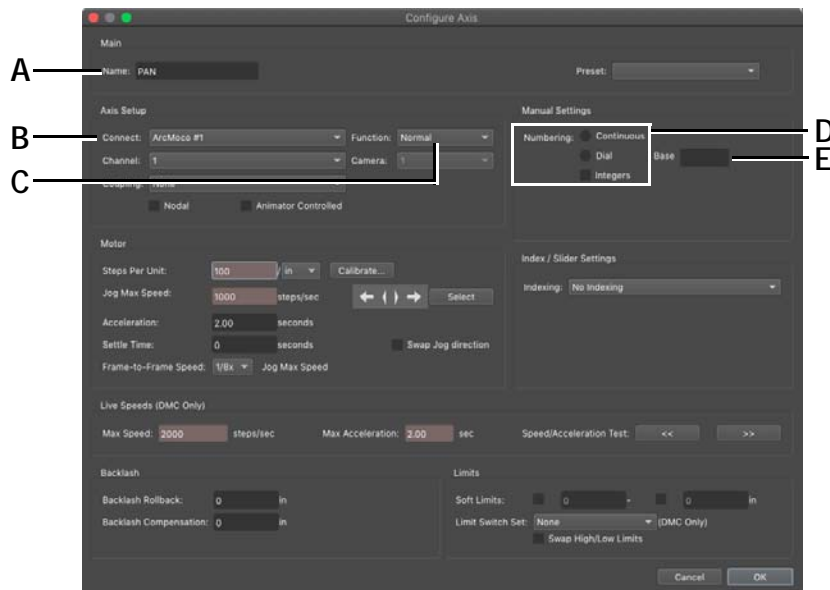 Configure Axis
Main
A
Name: PAN
Preset:
Axis Setup
Manual Settings
B
Connect: ArcMoco #1
Function: Normal
Numbering: Continuous
D
Channel: 1
Camera: 1
Dial
Base
E
C
Coupling: None
Integers
Nodal
Animator Controlled
Motor
Index / Slider Settings
Steps Per Unit: 100 / in
Calibrate...
Indexing: No Indexing
Jog Max Speed: 1000 steps/sec
Select
Acceleration: 2.00 seconds
Settle Time: 0 seconds
Swap Jog direction
Frame-to-Frame Speed: 1/8x Jog Max Speed
Live Speeds (DMC Only)
Max Speed: 2000 steps/sec
Max Acceleration: 2.00 sec
Speed/Acceleration Test: << >>
Backlash
Limits
Backlash Rollback: 0 in
Soft Limits: 0 - 0 in
Backlash Compensation: 0 in
Limit Switch Set: None (DMC Only)
Swap High/Low Limits
Cancel
OK